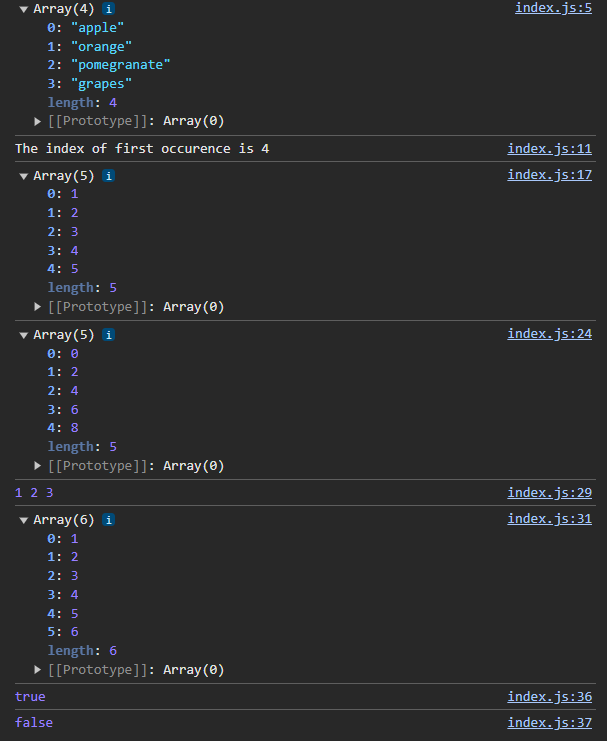 ▼ Array(4) i index.js:5
0: "apple"
1: "orange"
2: "pomegranate"
3: "grapes"
length: 4
▶ [[Prototype]]: Array(0)
The index of first occurence is 4 index.js:11
▼ Array(5) i index.js:17
0: 1
1: 2
2: 3
3: 4
4: 5
length: 5
▶ [[Prototype]]: Array(0)
▼ Array(5) i index.js:24
0: 0
1: 2
2: 4
3: 6
4: 8
length: 5
▶ [[Prototype]]: Array(0)
1 2 3 index.js:29
▼ Array(6) i index.js:31
0: 1
1: 2
2: 3
3: 4
4: 5
5: 6
length: 6
▶ [[Prototype]]: Array(0)
true index.js:36
false index.js:37